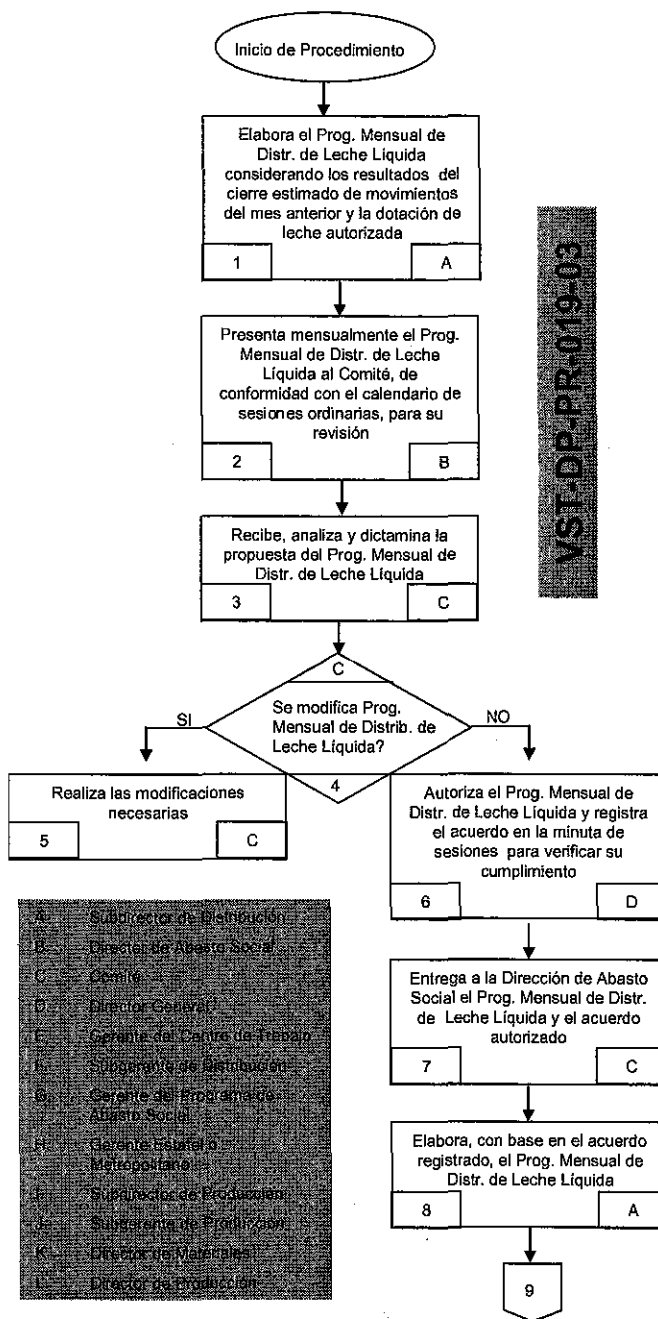 Inicio de Procedimiento
Elabora el Prog. Mensual de
Distr. de Leche Líquida
considerando los resultados del
cierre estimado de movimientos
del mes anterior y la dotación de
leche autorizada
1 A
Presenta mensualmente el Prog.
Mensual de Distr. de Leche
Líquida al Comité, de
conformidad con el calendario de
sesiones ordinarias, para su
revisión
2 B
Recibe, analiza y dictamina la
propuesta del Prog. Mensual de
Distr. de Leche Líquida
3 C
VST-DP-PR-019-03
C
Se modifica Prog.
Mensual de Distrib. de
Leche Líquida?
4
SI
NO
Realiza las modificaciones
necesarias
5 C
Autoriza el Prog. Mensual de
Distr. de Leche Líquida y registra
el acuerdo en la minuta de
sesiones para verificar su
cumplimiento
6 D
Entrega a la Dirección de Abasto
Social el Prog. Mensual de Distr.
de Leche Líquida y el acuerdo
autorizado
7 C
Elabora, con base en el acuerdo
registrado, el Prog. Mensual de
Distr. de Leche Líquida
8 A
9
A Subdirector de Distribución
B Director de Abasto Social
C Comité
D Director General
E Gerente del Centro de Trabajo
F Subgerente de Distribución
G Gerente del Programa de
Abasto Social
H Gerente Estatal o
Metropolitano
I Subdirector de Producción
J Subgerente de Producción
K Director de Materiales
L Director de Producción